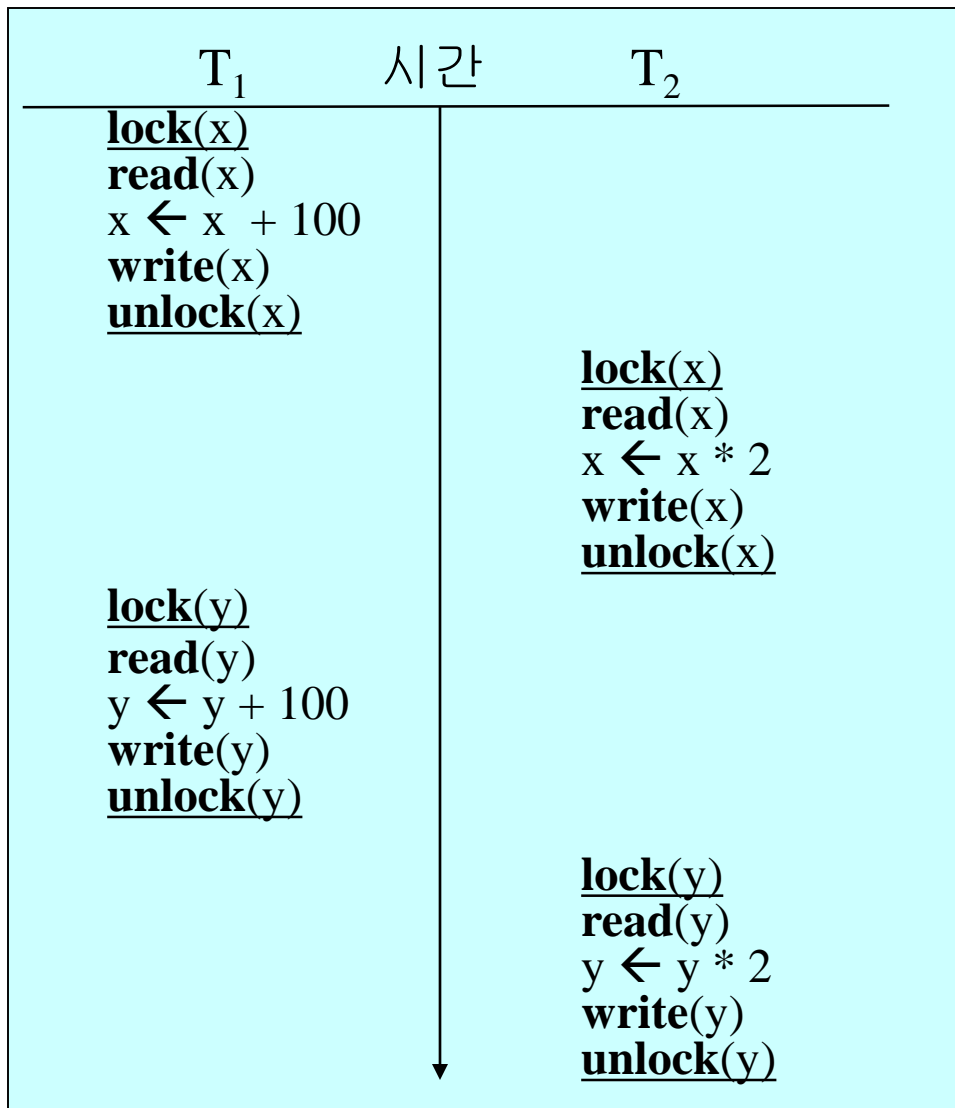 T₁ 시간 T₂
lock(x)
read(x)
x ← x + 100
write(x)
unlock(x)
lock(x)
read(x)
x ← x * 2
write(x)
unlock(x)
lock(y)
read(y)
y ← y + 100
write(y)
unlock(y)
lock(y)
read(y)
y ← y * 2
write(y)
unlock(y)